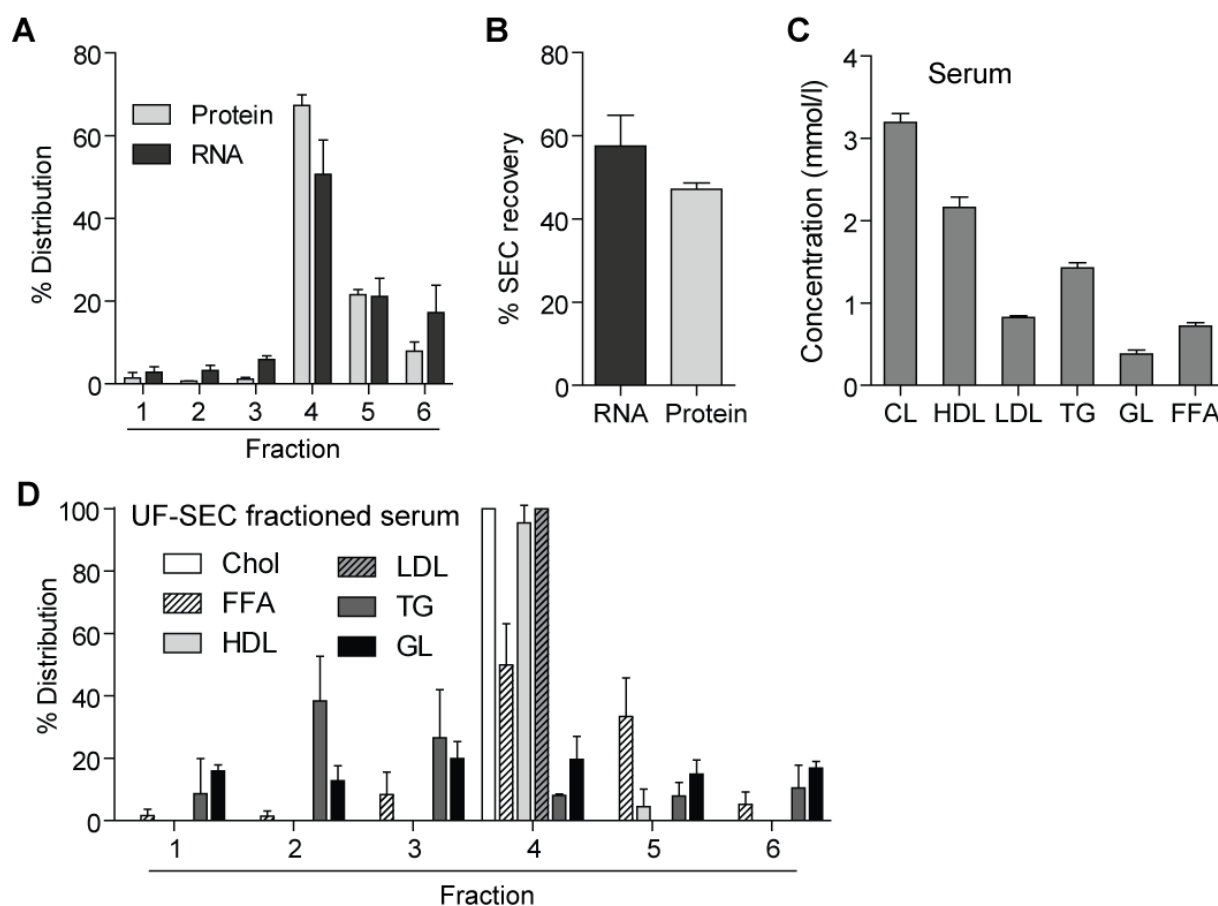 A
80
60
40
20
0
% Distribution
Protein
RNA
1 2 3 4 5 6
Fraction
B
80
60
40
20
0
% SEC recovery
RNA Protein
C
4
3
2
1
0
Concentration (mmol/l)
Serum
CL HDL LDL TG GL FFA
D
100
80
60
40
20
0
% Distribution
UF-SEC fractioned serum
Chol LDL
FFA TG
HDL GL
1 2 3 4 5 6
Fraction